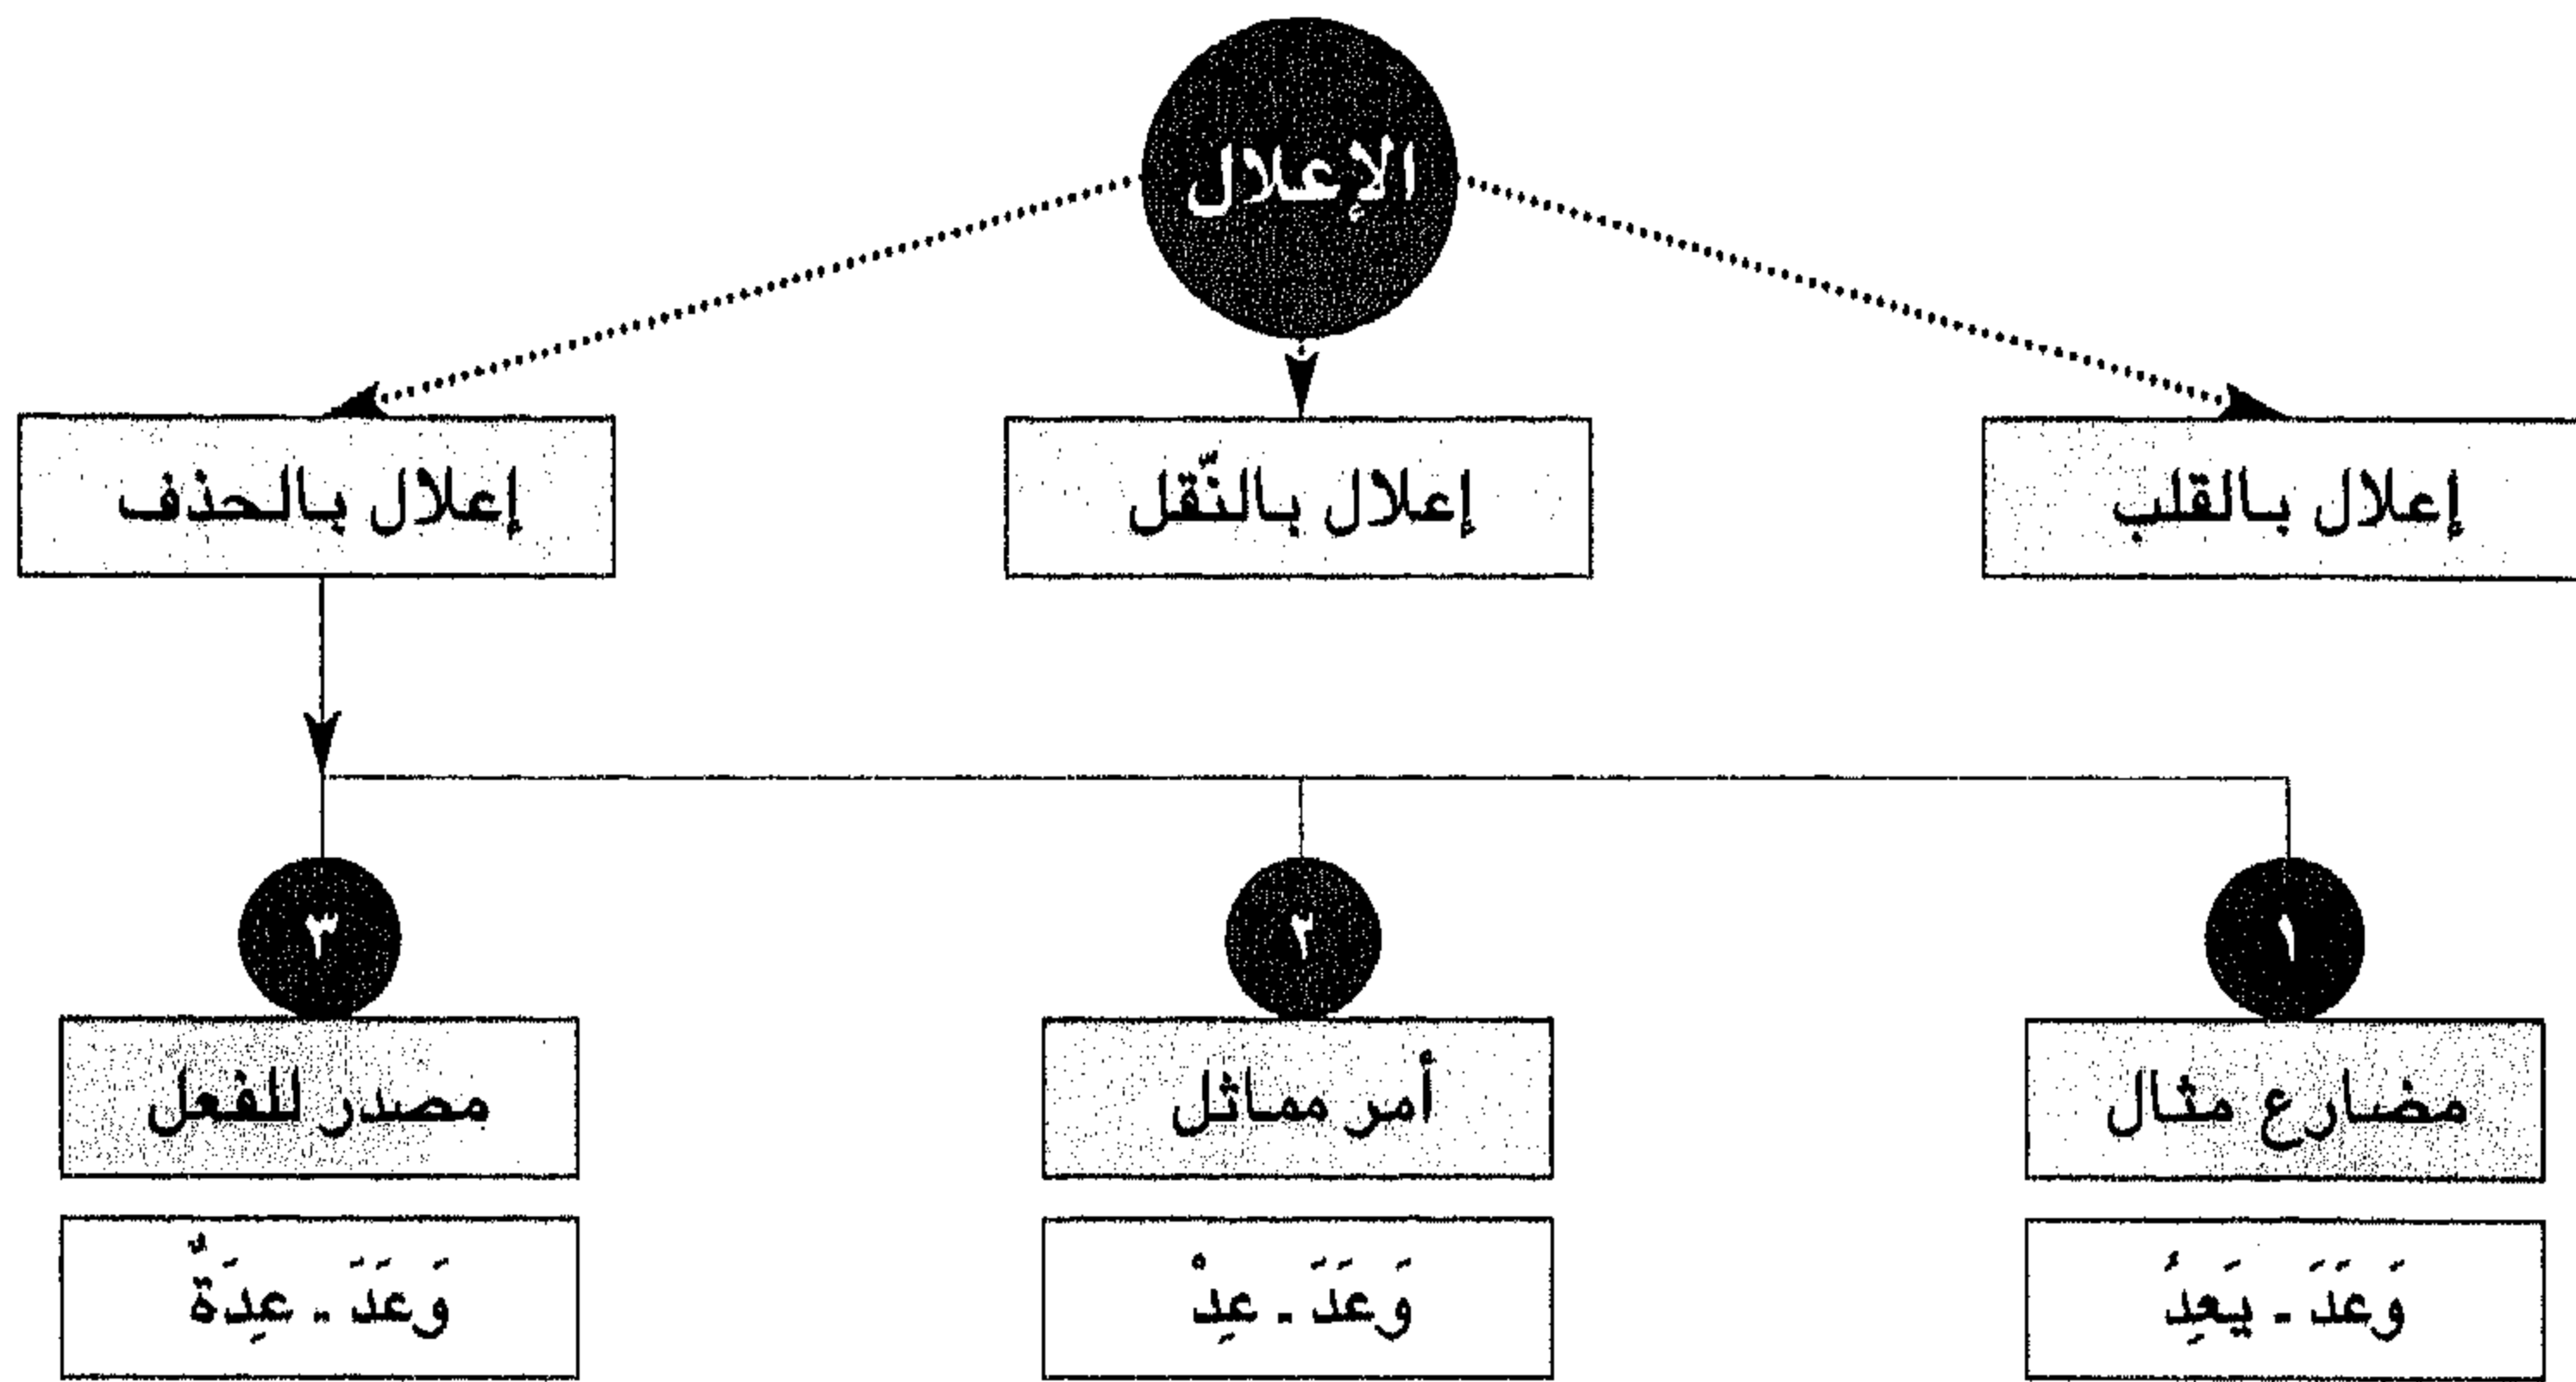 الإعلال
إعلال بالقلب
إعلال بالنّقل
إعلال بالحذف
١
٢
٣
مضارع مثال
أمر مماثل
مصدر للفعل
وَعَدَ - يَعِدُ
وَعَدَ - عِدْ
وَعَدَ - عِدَةٌ